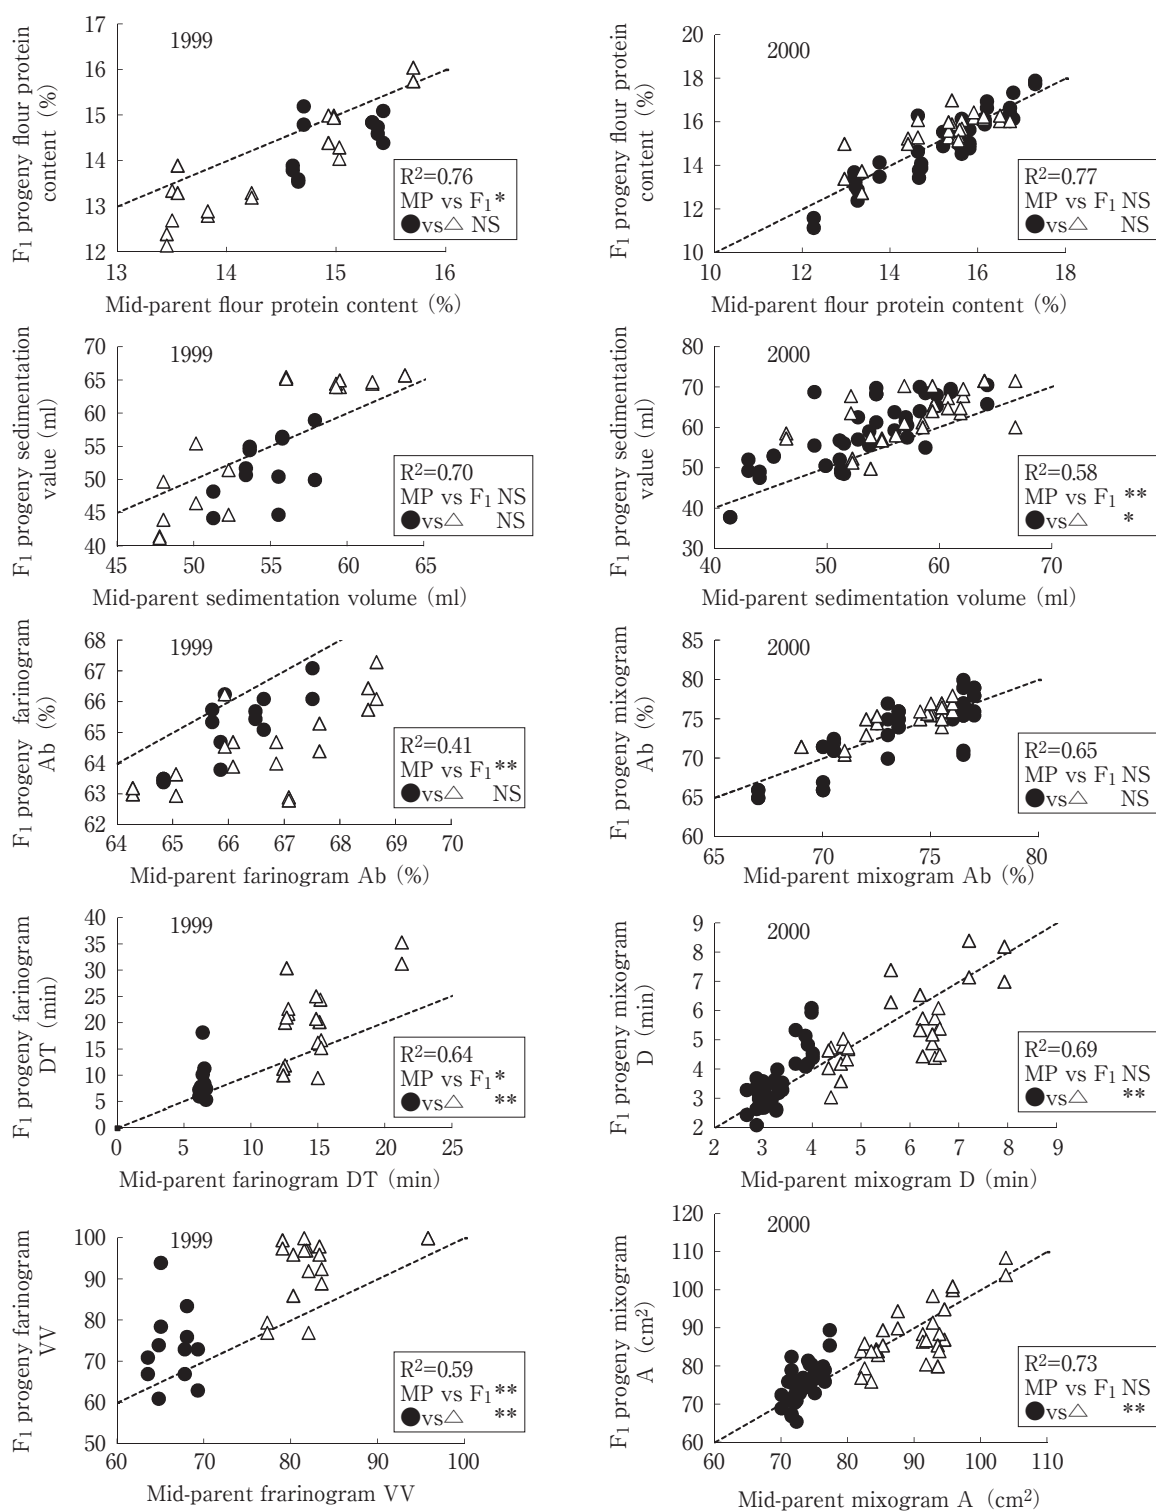 1999
F₁ progeny flour protein
content (%)
17
16
15
14
13
12
13
14
15
16
R²=0.76
MP vs F₁ *
●vs△ NS
Mid-parent flour protein content (%)
2000
F₁ progeny flour protein
content (%)
20
18
16
14
12
10
10
12
14
16
18
R²=0.77
MP vs F₁ NS
●vs△ NS
Mid-parent flour protein content (%)
1999
F₁ progeny sedimentation
value (ml)
70
65
60
55
50
45
40
45
50
55
60
65
R²=0.70
MP vs F₁ NS
●vs△ NS
Mid-parent sedimentation volume (ml)
2000
F₁ progeny sedimentation
value (ml)
80
70
60
50
40
30
40
50
60
70
R²=0.58
MP vs F₁ **
●vs△ *
Mid-parent sedimentation volume (ml)
1999
F₁ progeny farinogram
Ab (%)
68
67
66
65
64
63
62
64
65
66
67
68
69
70
R²=0.41
MP vs F₁**
●vs△ NS
Mid-parent farinogram Ab (%)
2000
F₁ progeny mixogram
Ab (%)
85
80
75
70
65
60
65
70
75
80
R²=0.65
MP vs F₁ NS
●vs△ NS
Mid-parent mixogram Ab (%)
1999
F₁ progeny farinogram
DT (min)
40
35
30
25
20
15
10
5
0
0
5
10
15
20
25
R²=0.64
MP vs F₁*
●vs△ **
Mid-parent farinogram DT (min)
2000
F₁ progeny mixogram
D (min)
9
8
7
6
5
4
3
2
2
3
4
5
6
7
8
9
R²=0.69
MP vs F₁ NS
●vs△ **
Mid-parent mixogram D (min)
1999
F₁ progeny farinogram
VV
100
90
80
70
60
50
60
70
80
90
100
R²=0.59
MP vs F₁**
●vs△ **
Mid-parent frarinogram VV
2000
F₁ progeny mixogram
A (cm²)
120
110
100
90
80
70
60
60
70
80
90
100
110
R²=0.73
MP vs F₁ NS
●vs△ **
Mid-parent mixogram A (cm²)